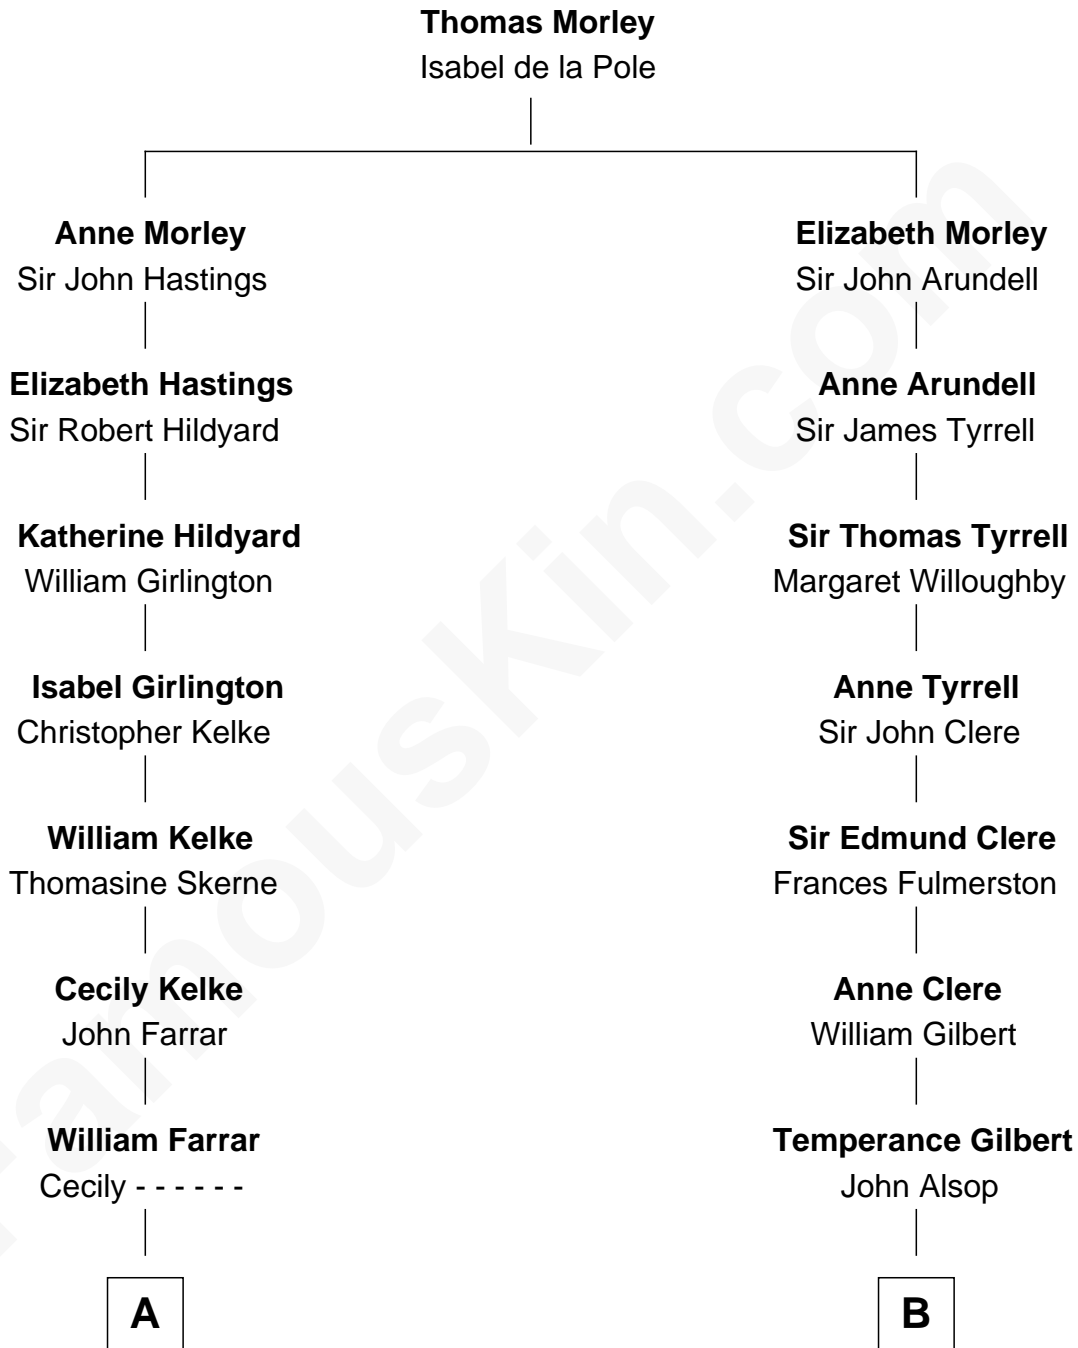 Thomas Morley
Isabel de la Pole
Anne Morley
Sir John Hastings
Elizabeth Morley
Sir John Arundell
Elizabeth Hastings
Sir Robert Hildyard
Anne Arundell
Sir James Tyrrell
Katherine Hildyard
William Girlington
Sir Thomas Tyrrell
Margaret Willoughby
Isabel Girlington
Christopher Kelke
Anne Tyrrell
Sir John Clere
William Kelke
Thomasine Skerne
Sir Edmund Clere
Frances Fulmerston
Cecily Kelke
John Farrar
Anne Clere
William Gilbert
William Farrar
Cecily - - - - - -
Temperance Gilbert
John Alsop
A
B
FamousKin.com